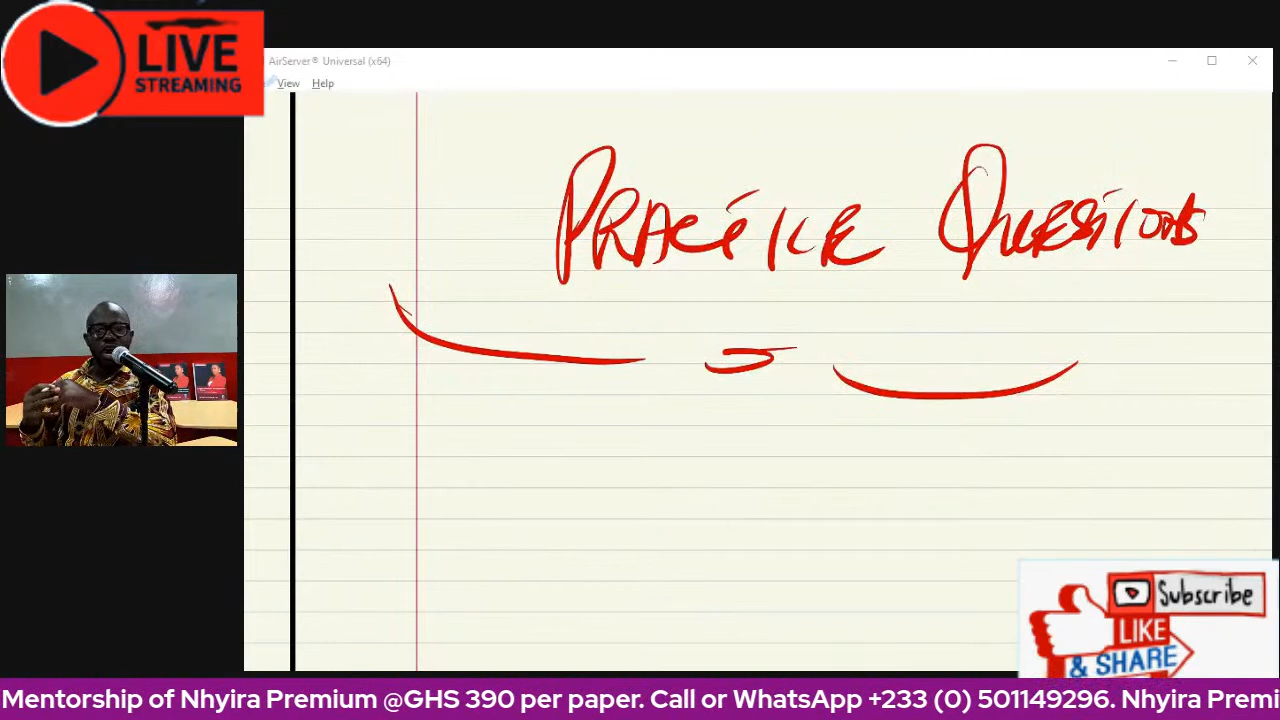 LIVE
STREAMING
AirServer® Universal (x64)
View Help
PRACTICE QUESTIONS
Subscribe
LIKE
& SHARE
Mentorship of Nhyira Premium @GHS 390 per paper. Call or WhatsApp +233 (0) 501149296. Nhyira Premi